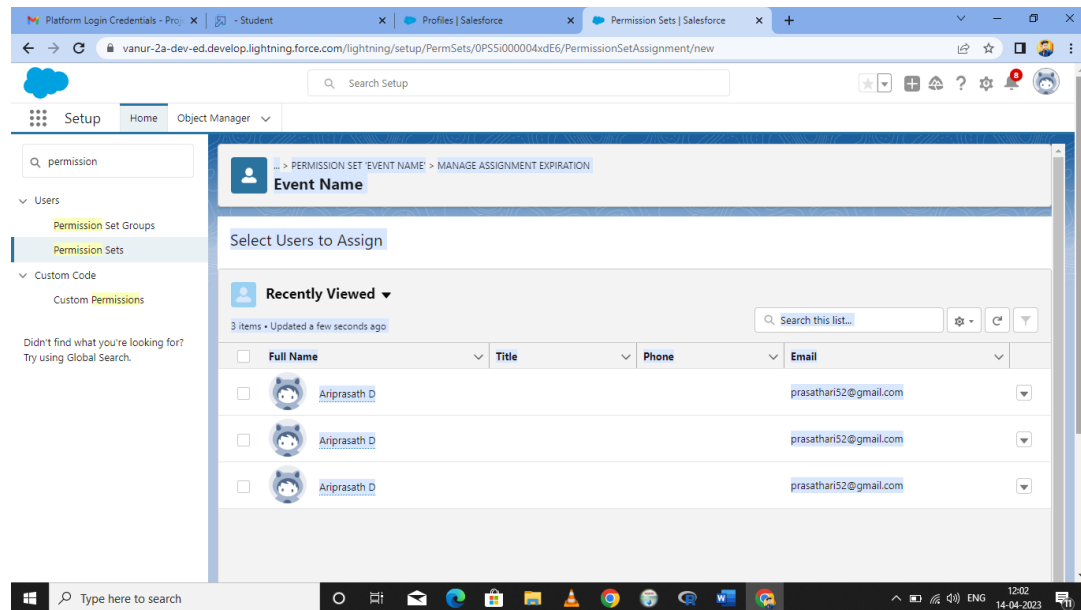 Platform Login Credentials - Proj
- Student
Profiles | Salesforce
Permission Sets | Salesforce
vanur-2a-dev-ed.develop.lightning.force.com/lightning/setup/PermSets/0PS5i000004xdE6/PermissionSetAssignment/new
Search Setup
8
Setup
Home
Object Manager
permission
Users
Permission Set Groups
Permission Sets
Custom Code
Custom Permissions
Didn't find what you're looking for?
Try using Global Search.
... > PERMISSION SET 'EVENT NAME' > MANAGE ASSIGNMENT EXPIRATION
Event Name
Select Users to Assign
Recently Viewed
3 items • Updated a few seconds ago
Search this list...
Full Name Title Phone Email
Ariprasath D prasathari52@gmail.com
Ariprasath D prasathari52@gmail.com
Ariprasath D prasathari52@gmail.com
Type here to search
ENG
12:02
14-04-2023